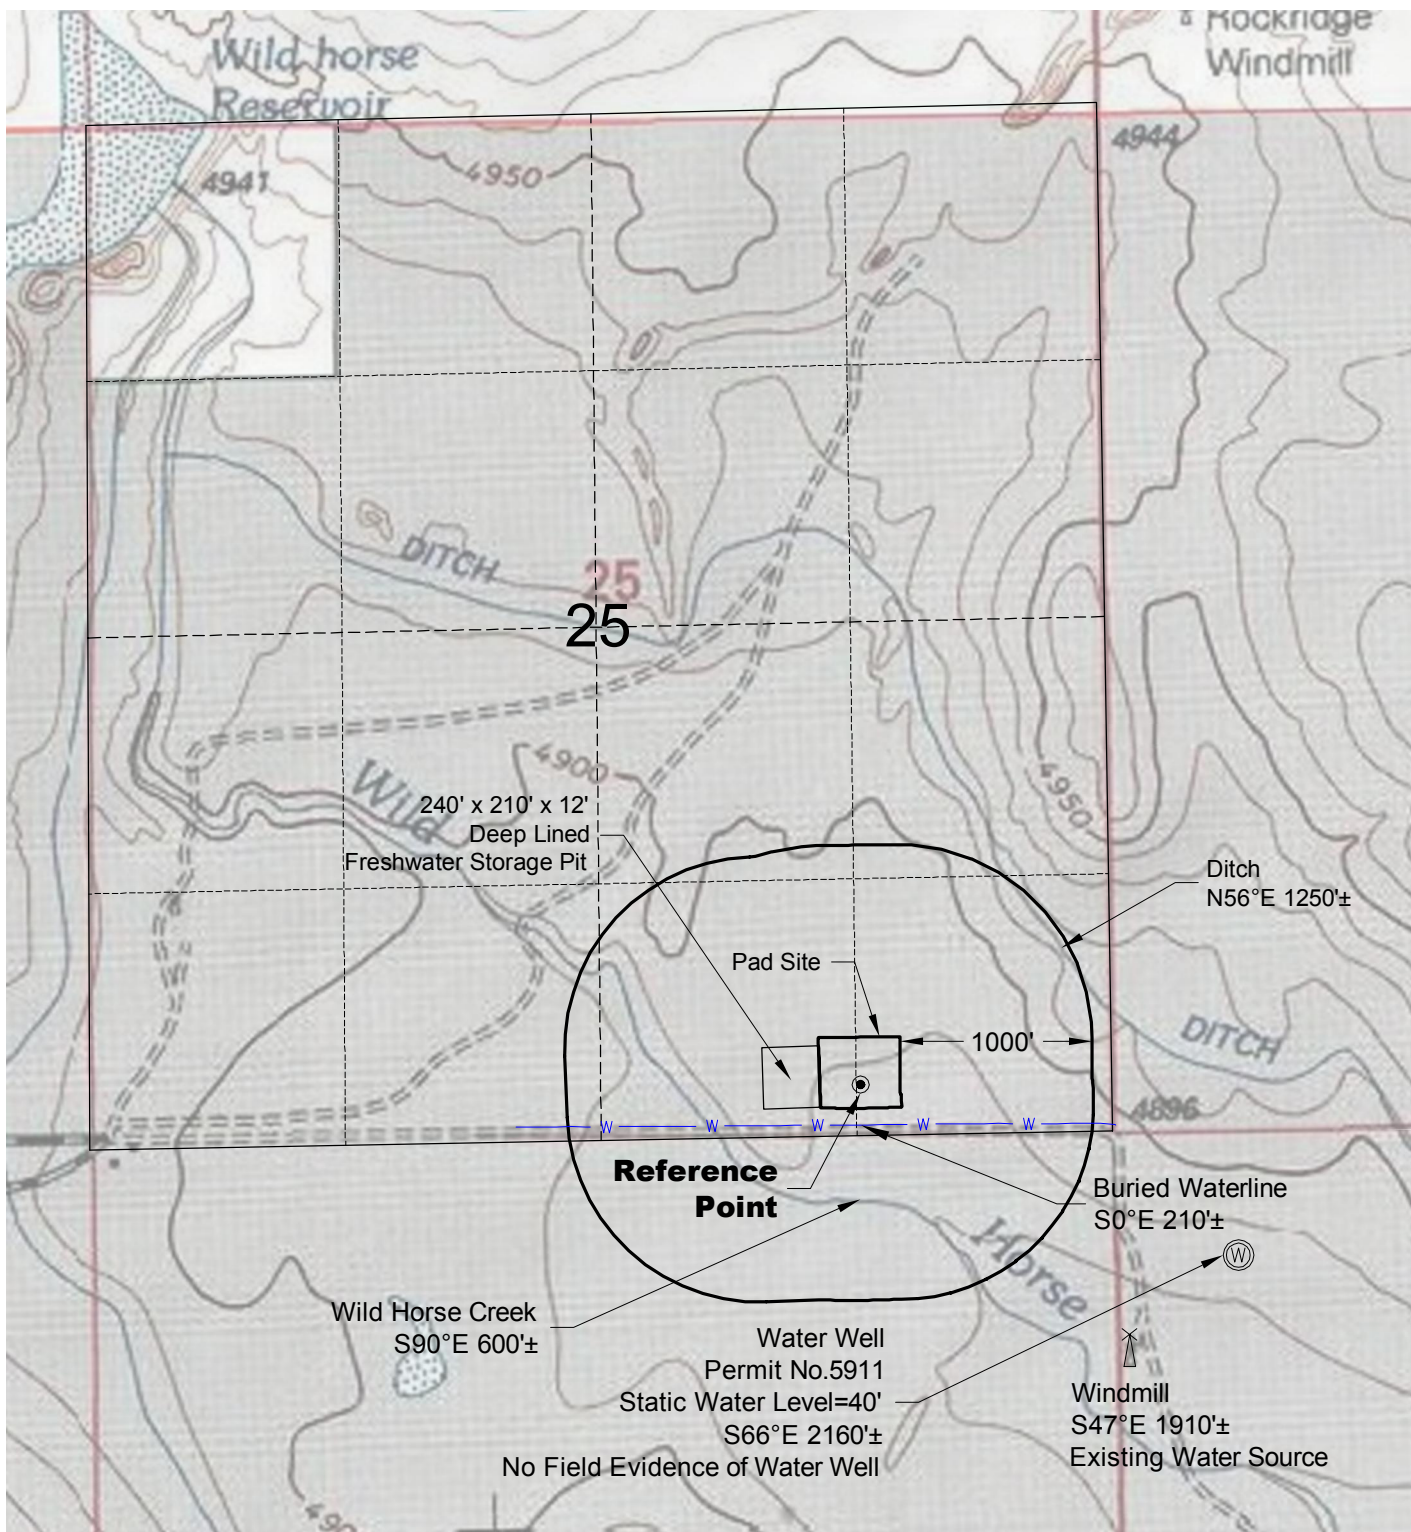 Rockridge
Windmill
Wild horse
Reservoir
4944
4941
4950
DITCH
25
25
4900
Wild
4950
240' x 210' x 12'
Deep Lined
Freshwater Storage Pit
Ditch
N56°E 1250'±
Pad Site
1000'
DITCH
4896
W W W W W
Reference
Point
Buried Waterline
S0°E 210'±
W
Horse
Wild Horse Creek
S90°E 600'±
Water Well
Permit No.5911
Static Water Level=40'
S66°E 2160'±
No Field Evidence of Water Well
Windmill
S47°E 1910'±
Existing Water Source